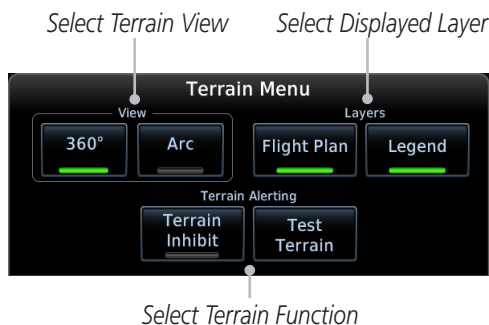 Select Terrain View
Select Displayed Layer
Terrain Menu
View
Layers
360°
Arc
Flight Plan
Legend
Terrain Alerting
Terrain
Inhibit
Test
Terrain
Select Terrain Function